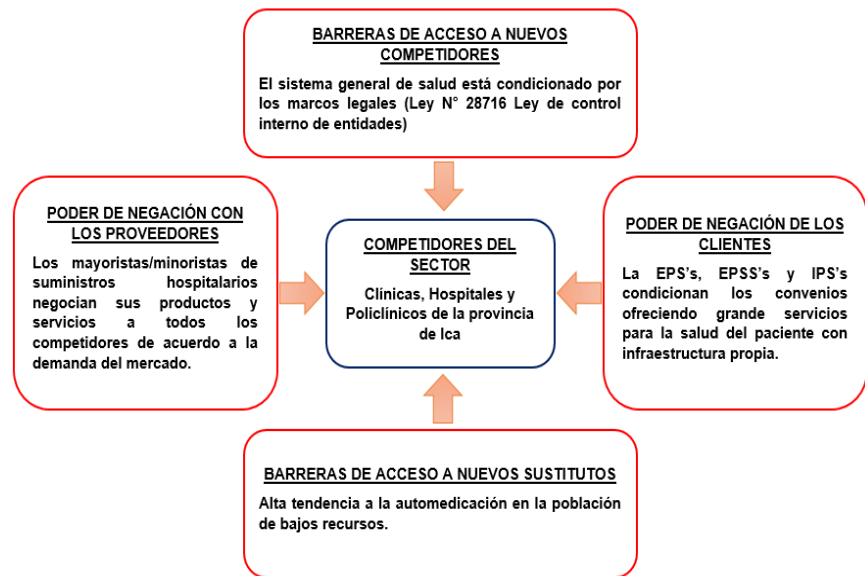 BARRERAS DE ACCESO A NUEVOS
COMPETIDORES
El sistema general de salud está condicionado por
los marcos legales (Ley N° 28716 Ley de control
interno de entidades)
PODER DE NEGACIÓN CON
LOS PROVEEDORES
Los mayoristas/minoristas de
suministros hospitalarios
negocian sus productos y
servicios a todos los
competidores de acuerdo a la
demanda del mercado.
COMPETIDORES DEL
SECTOR
Clínicas, Hospitales y
Policlínicos de la provincia
de Ica
PODER DE NEGACIÓN DE LOS
CLIENTES
La EPS's, EPSS's y IPS's
condicionan los convenios
ofreciendo grande servicios
para la salud del paciente con
infraestructura propia.
BARRERAS DE ACCESO A NUEVOS SUSTITUTOS
Alta tendencia a la automedicación en la población
de bajos recursos.